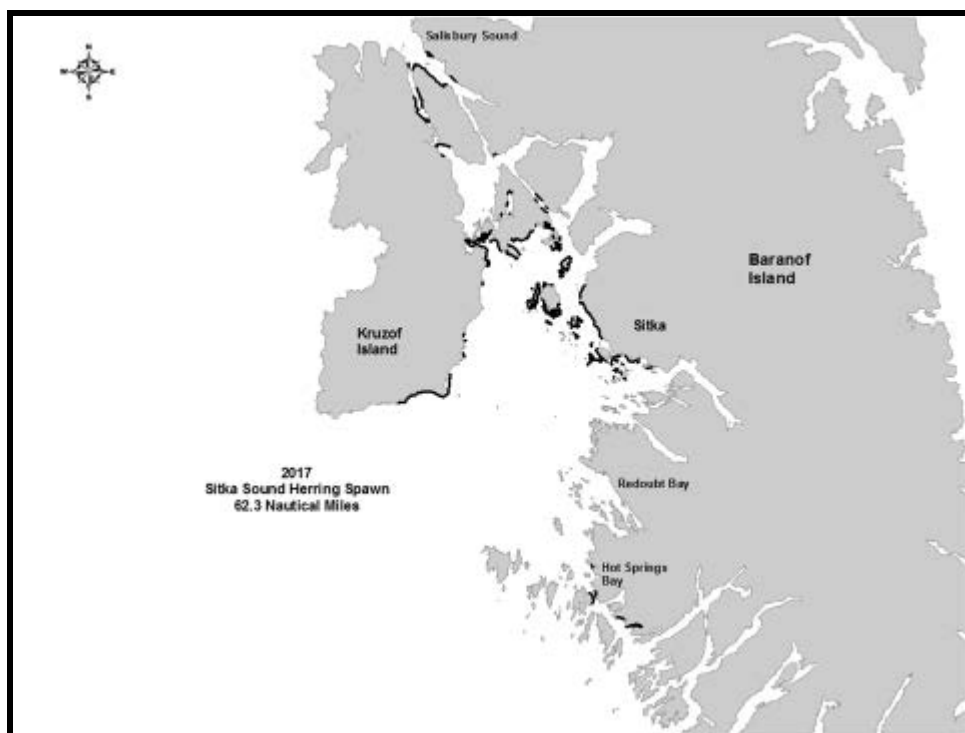 Salisbury Sound
N
W E
S
Baranof
Island
Sitka
Kruzof
Island
2017
Sitka Sound Herring Spawn
62.3 Nautical Miles
Redoubt Bay
Hot Springs
Bay